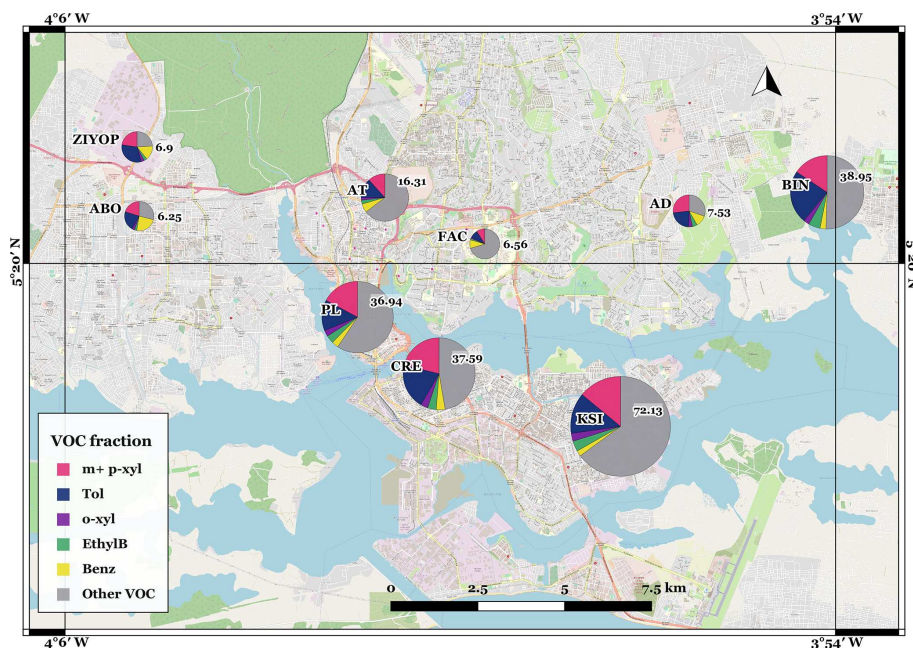 4°6′ W
3°54′ W
ZIYOP
6.9
ABO
6.25
AT
16.31
FAC
6.56
AD
7.53
BIN
38.95
5°20′ N
5°20′ N
PL
36.94
CRE
37.59
KSI
72.13
VOC fraction
m+ p-xyl
Tol
o-xyl
EthylB
Benz
Other VOC
0
2.5
5
7.5 km
4°6′ W
3°54′ W